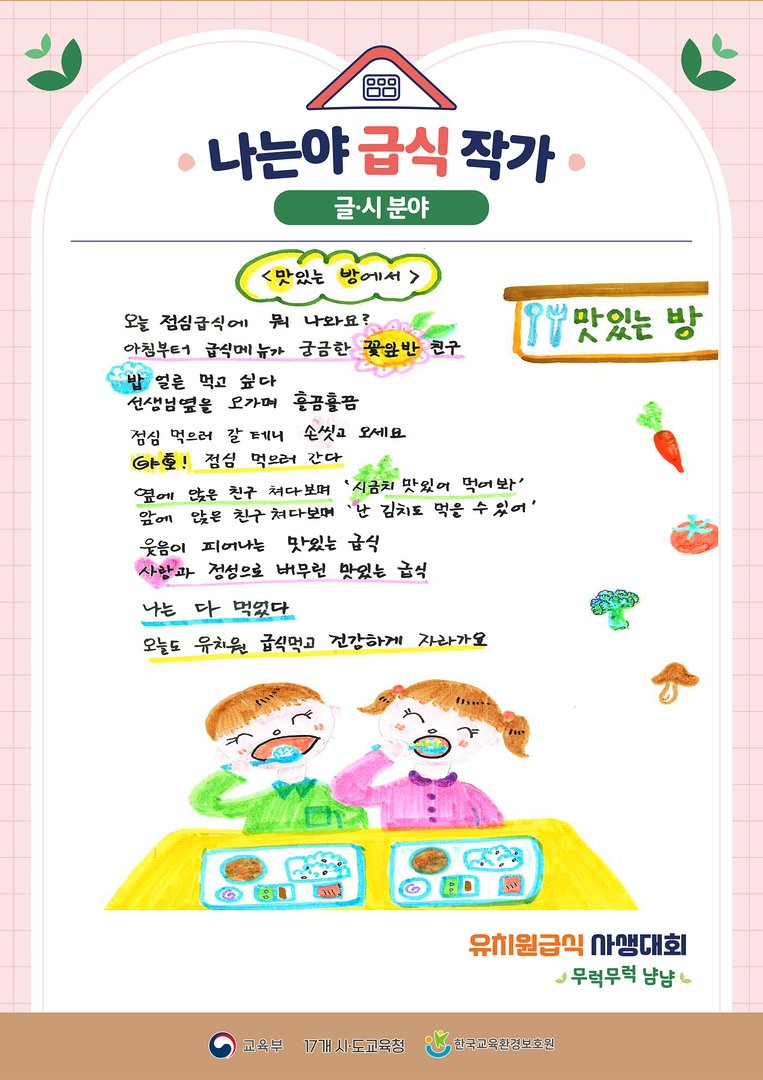 나는야 급식 작가
글·시 분야
<맛있는 방에서>
맛있는 방
오늘 점심급식에 뭐 나와요?
아침부터 급식메뉴가 궁금한 꽃잎반 친구
밥 얼른 먹고 싶다
선생님옆을 오가며 흘끔흘끔
점심 먹으러 갈 테니 손씻고 오세요
야호! 점심 먹으러 간다
옆에 앉은 친구 쳐다보며 '시금치 맛있어 먹어봐'
앞에 앉은 친구 쳐다보며 '난 김치도 먹을 수 있어'
웃음이 피어나는 맛있는 급식
사랑과 정성으로 버무린 맛있는 급식
나는 다 먹었다
오늘도 유치원 급식먹고 건강하게 자라가요
유치원급식 사생대회
무럭무럭 냠냠
교육부 17개 시·도교육청 한국교육환경보호원